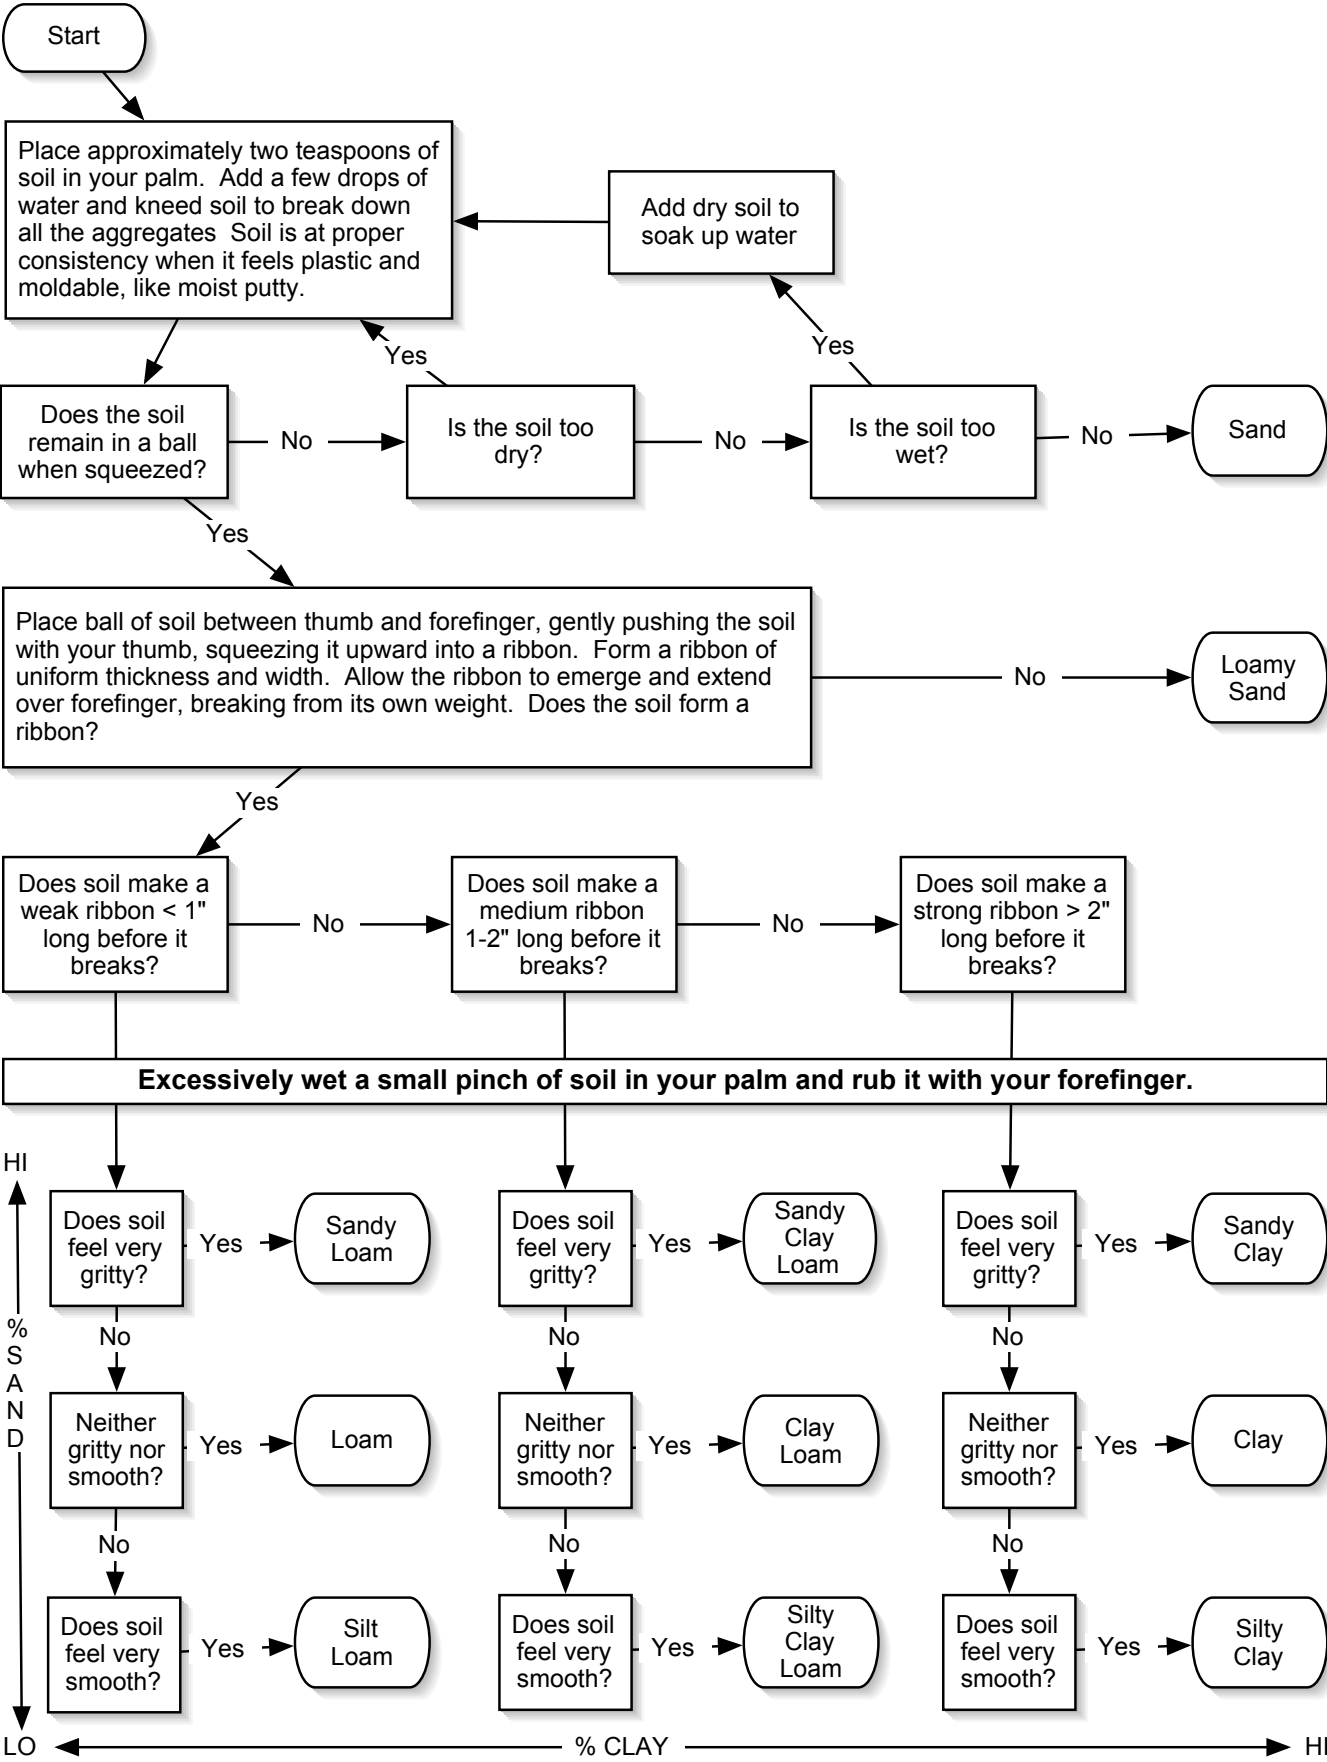 Start
Place approximately two teaspoons of
soil in your palm.  Add a few drops of
water and kneed soil to break down
all the aggregates  Soil is at proper
consistency when it feels plastic and
moldable, like moist putty.
Add dry soil to
soak up water
Yes
Yes
Does the soil
remain in a ball
when squeezed?
No
Is the soil too
dry?
No
Is the soil too
wet?
No
Sand
Yes
Place ball of soil between thumb and forefinger, gently pushing the soil
with your thumb, squeezing it upward into a ribbon.  Form a ribbon of
uniform thickness and width.  Allow the ribbon to emerge and extend
over forefinger, breaking from its own weight.  Does the soil form a
ribbon?
No
Loamy
Sand
Yes
Does soil make a
weak ribbon < 1"
long before it
breaks?
No
Does soil make a
medium ribbon
1-2" long before it
breaks?
No
Does soil make a
strong ribbon > 2"
long before it
breaks?
Excessively wet a small pinch of soil in your palm and rub it with your forefinger.
HI
Does soil
feel very
gritty?
Yes
Sandy
Loam
Does soil
feel very
gritty?
Yes
Sandy
Clay
Loam
Does soil
feel very
gritty?
Yes
Sandy
Clay
%
S
A
N
D
No
No
No
Neither
gritty nor
smooth?
Yes
Loam
Neither
gritty nor
smooth?
Yes
Clay
Loam
Neither
gritty nor
smooth?
Yes
Clay
No
No
No
Does soil
feel very
smooth?
Yes
Silt
Loam
Does soil
feel very
smooth?
Yes
Silty
Clay
Loam
Does soil
feel very
smooth?
Yes
Silty
Clay
LO
% CLAY
HI